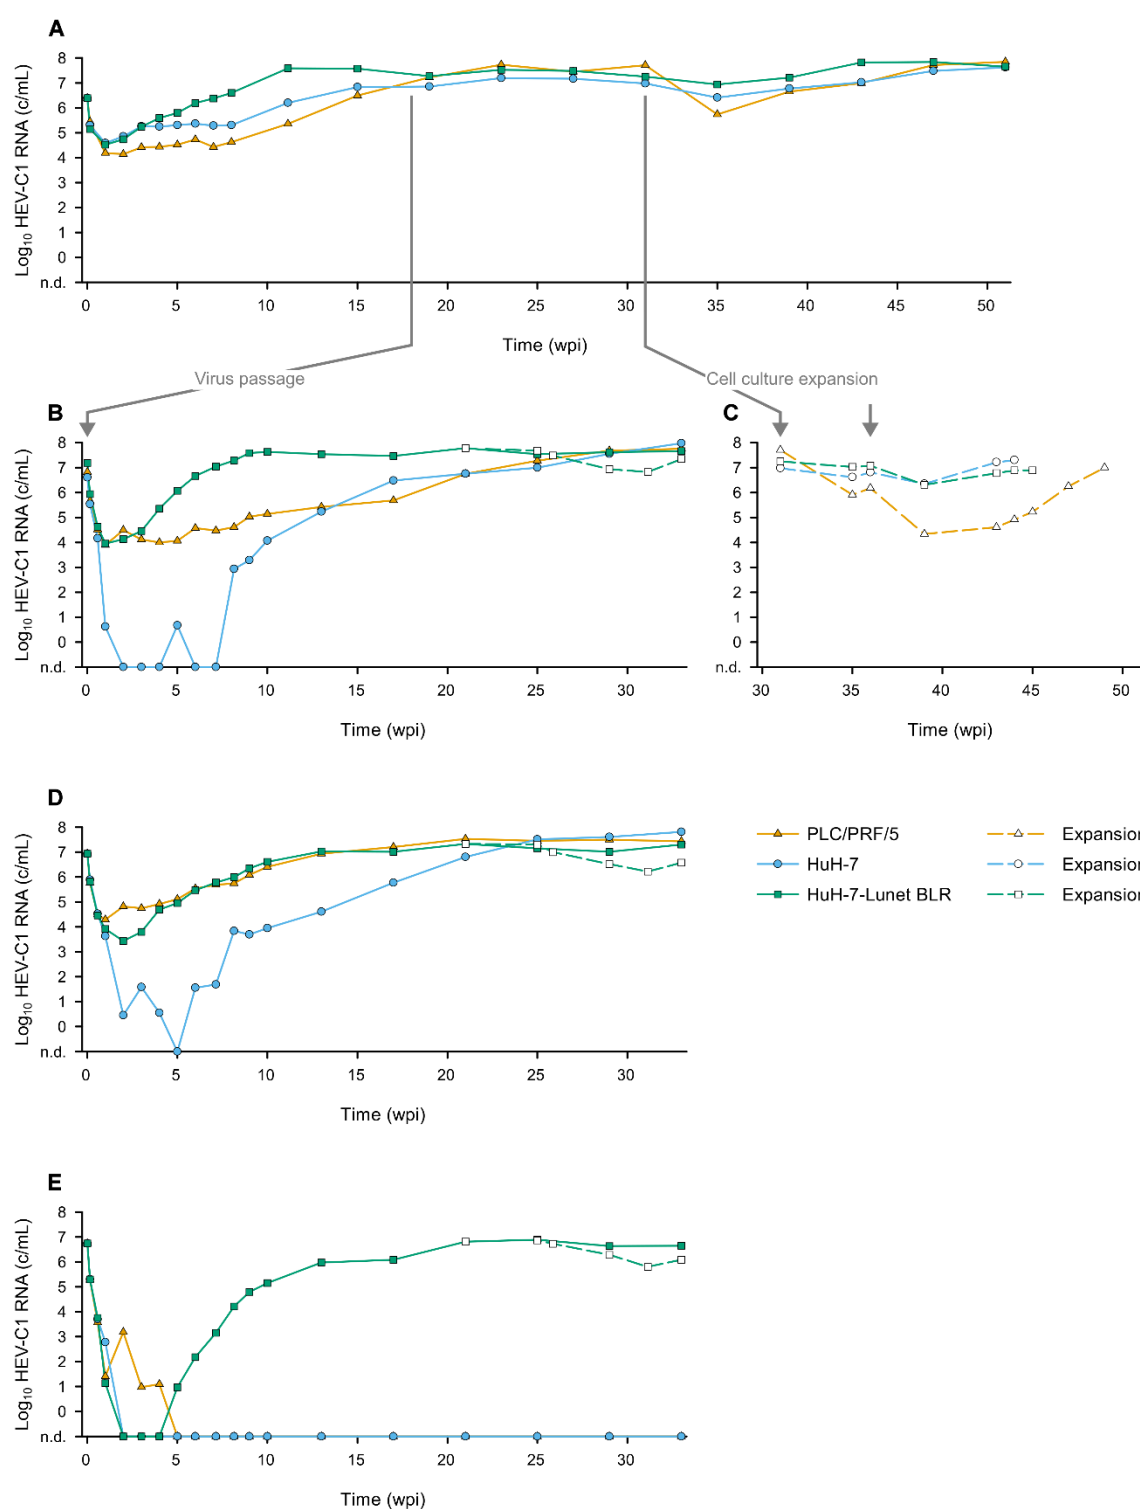 A
Log10 HEV-C1 RNA (c/mL)
8
7
6
5
4
3
2
1
0
n.d.
0 5 10 15 20 25 30 35 40 45 50
Time (wpi)
Virus passage
Cell culture expansion
B
Log10 HEV-C1 RNA (c/mL)
8
7
6
5
4
3
2
1
0
n.d.
0 5 10 15 20 25 30
Time (wpi)
C
8
7
6
5
4
3
2
1
0
n.d.
30 35 40 45 50
Time (wpi)
D
Log10 HEV-C1 RNA (c/mL)
8
7
6
5
4
3
2
1
0
n.d.
0 5 10 15 20 25 30
Time (wpi)
PLC/PRF/5 Expansion
HuH-7 Expansion
HuH-7-Lunet BLR Expansion
E
Log10 HEV-C1 RNA (c/mL)
8
7
6
5
4
3
2
1
0
n.d.
0 5 10 15 20 25 30
Time (wpi)